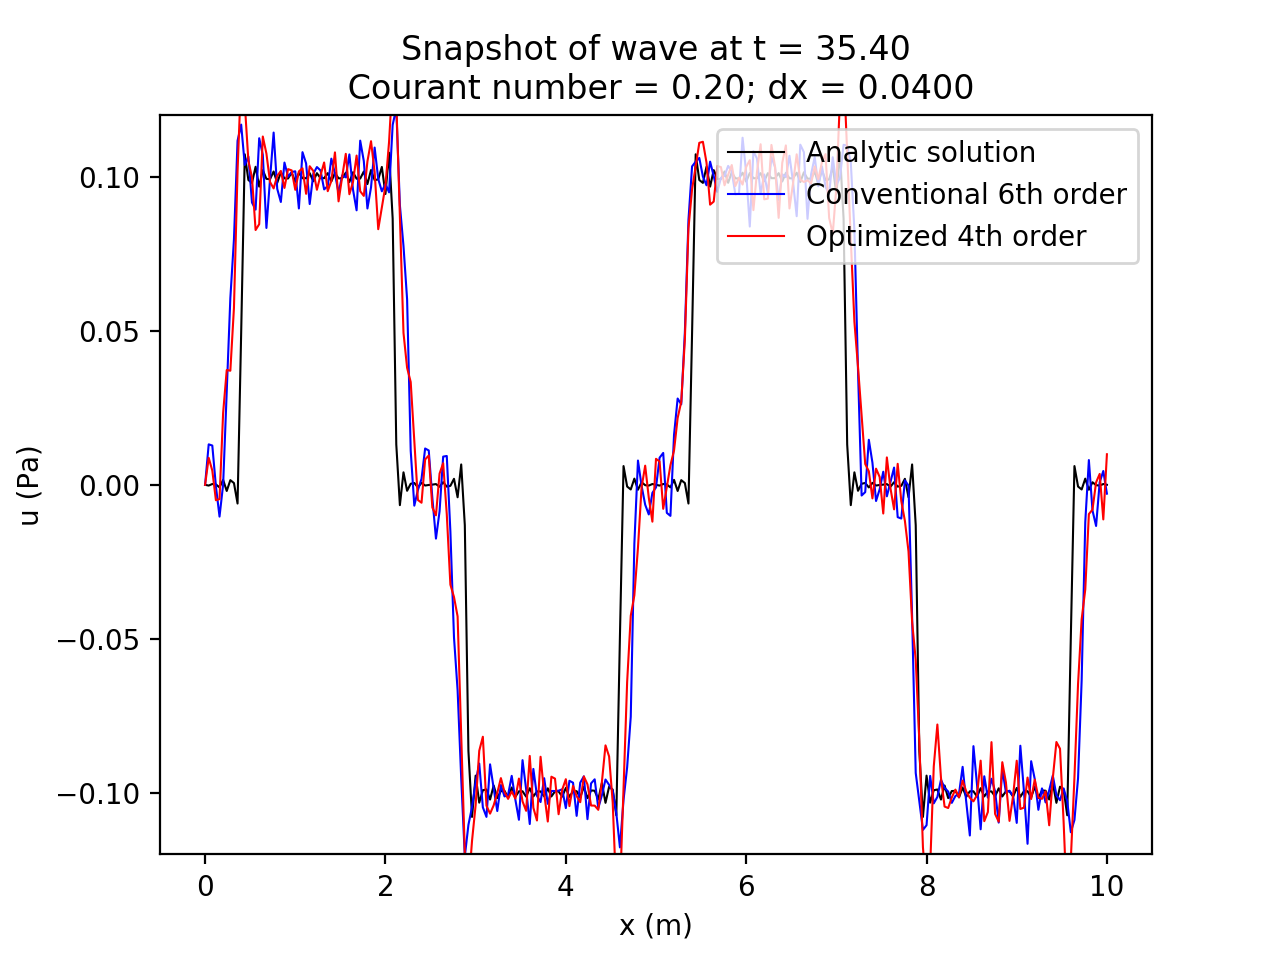 Snapshot of wave at t = 35.40
Courant number = 0.20; dx = 0.0400
Analytic solution
Conventional 6th order
Optimized 4th order
u (Pa)
0.10
0.05
0.00
−0.05
−0.10
0 2 4 6 8 10
x (m)